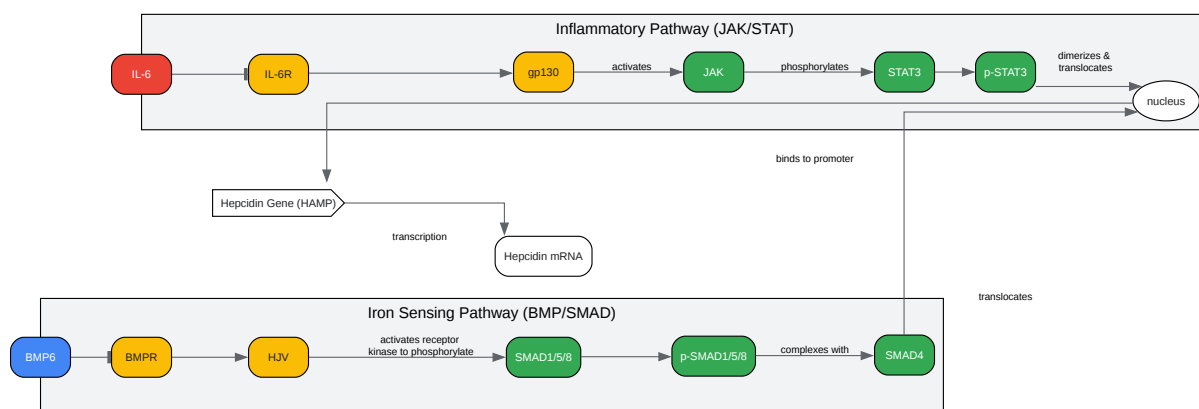 Inflammatory Pathway (JAK/STAT)
IL-6
IL-6R
gp130
activates
JAK
phosphorylates
STAT3
p-STAT3
dimerizes &
translocates
nucleus
binds to promoter
Hepcidin Gene (HAMP)
transcription
Hepcidin mRNA
translocates
Iron Sensing Pathway (BMP/SMAD)
BMP6
BMPR
HJV
activates receptor
kinase to phosphorylate
SMAD1/5/8
p-SMAD1/5/8
complexes with
SMAD4